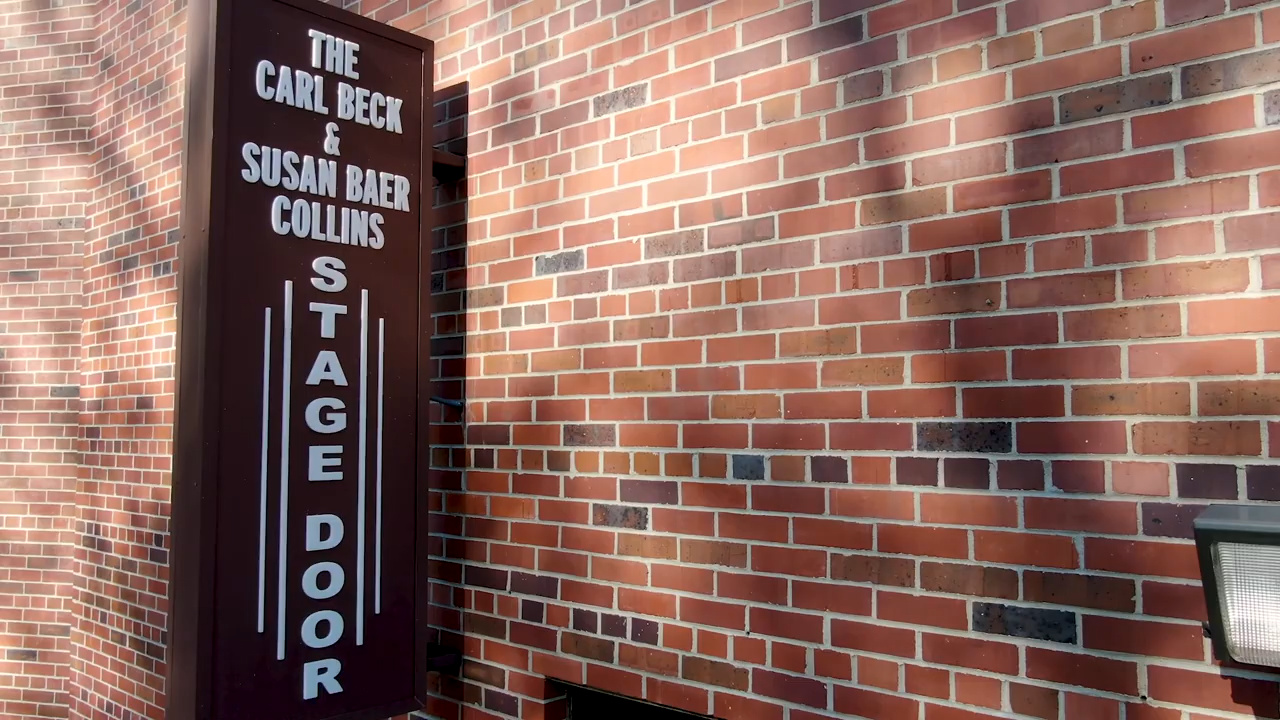 THE
CARL BECK
&
SUSAN BAER
COLLINS
STAGE DOOR